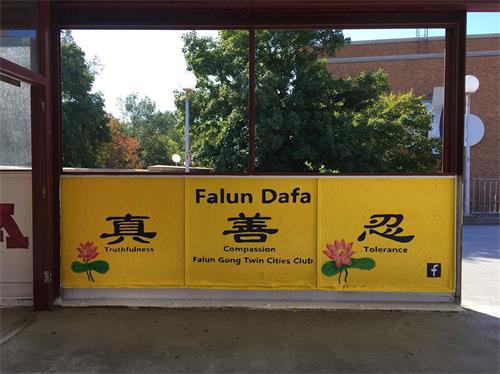 Falun Dafa
真 善 忍
Truthfulness Compassion Tolerance
Falun Gong Twin Cities Club
f